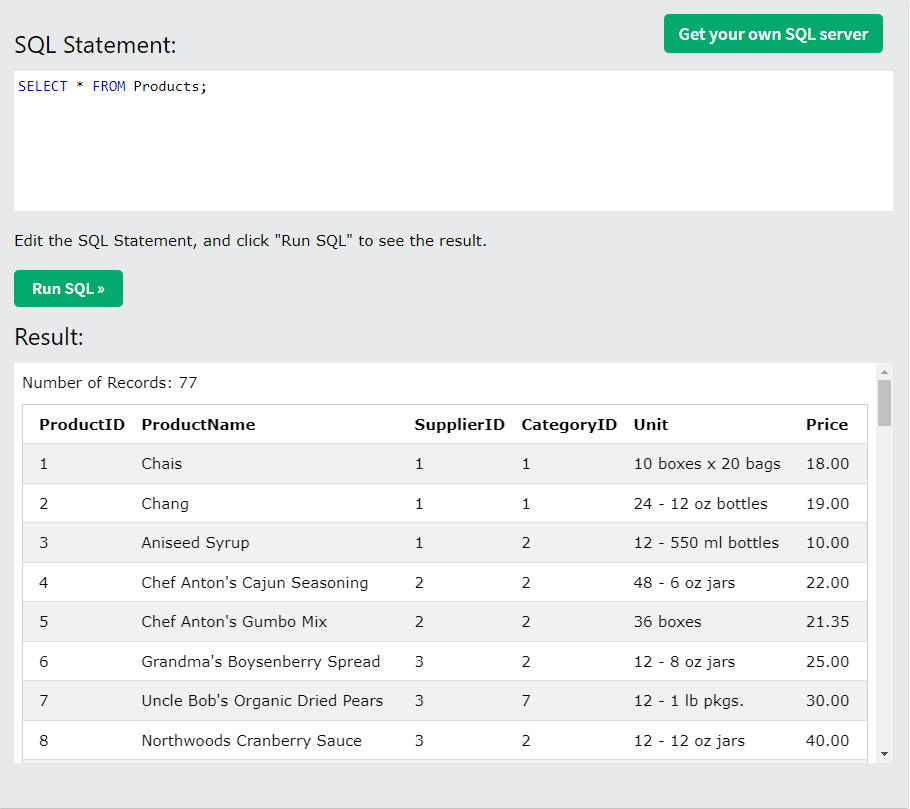 SQL Statement:
Get your own SQL server
SELECT * FROM Products;
Edit the SQL Statement, and click "Run SQL" to see the result.
Run SQL »
Result:
Number of Records: 77
ProductID ProductName SupplierID CategoryID Unit Price
1 Chais 1 1 10 boxes x 20 bags 18.00
2 Chang 1 1 24 - 12 oz bottles 19.00
3 Aniseed Syrup 1 2 12 - 550 ml bottles 10.00
4 Chef Anton's Cajun Seasoning 2 2 48 - 6 oz jars 22.00
5 Chef Anton's Gumbo Mix 2 2 36 boxes 21.35
6 Grandma's Boysenberry Spread 3 2 12 - 8 oz jars 25.00
7 Uncle Bob's Organic Dried Pears 3 7 12 - 1 lb pkgs. 30.00
8 Northwoods Cranberry Sauce 3 2 12 - 12 oz jars 40.00